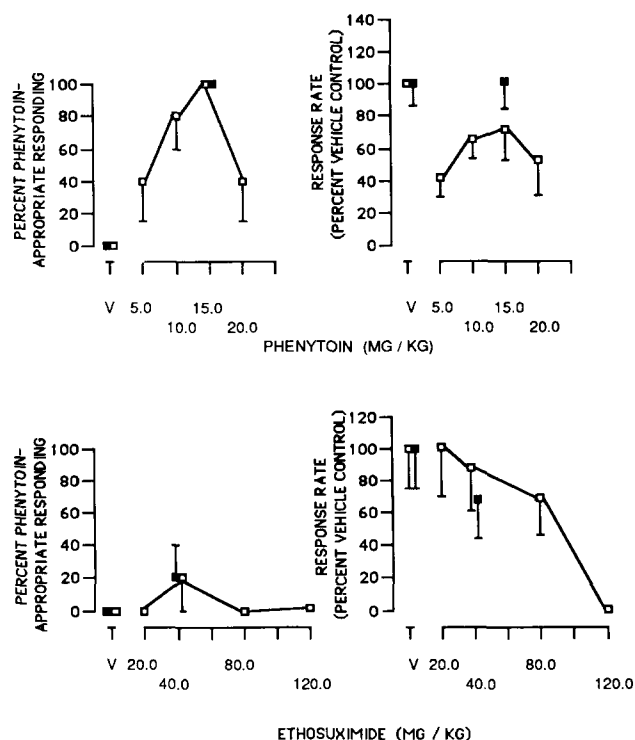 PERCENT PHENYTOIN-
APPROPRIATE RESPONDING
100
80
60
40
20
0
V 5.0 15.0
10.0 20.0
RESPONSE RATE
(PERCENT VEHICLE CONTROL)
140
120
100
80
60
40
20
0
V 5.0 15.0
10.0 20.0
PHENYTOIN (MG / KG)
PERCENT PHENYTOIN-
APPROPRIATE RESPONDING
100
80
60
40
20
0
V 20.0 80.0
40.0 120.0
RESPONSE RATE
(PERCENT VEHICLE CONTROL)
120
100
80
60
40
20
0
V 20.0 80.0
40.0 120.0
ETHOSUXIMIDE (MG / KG)